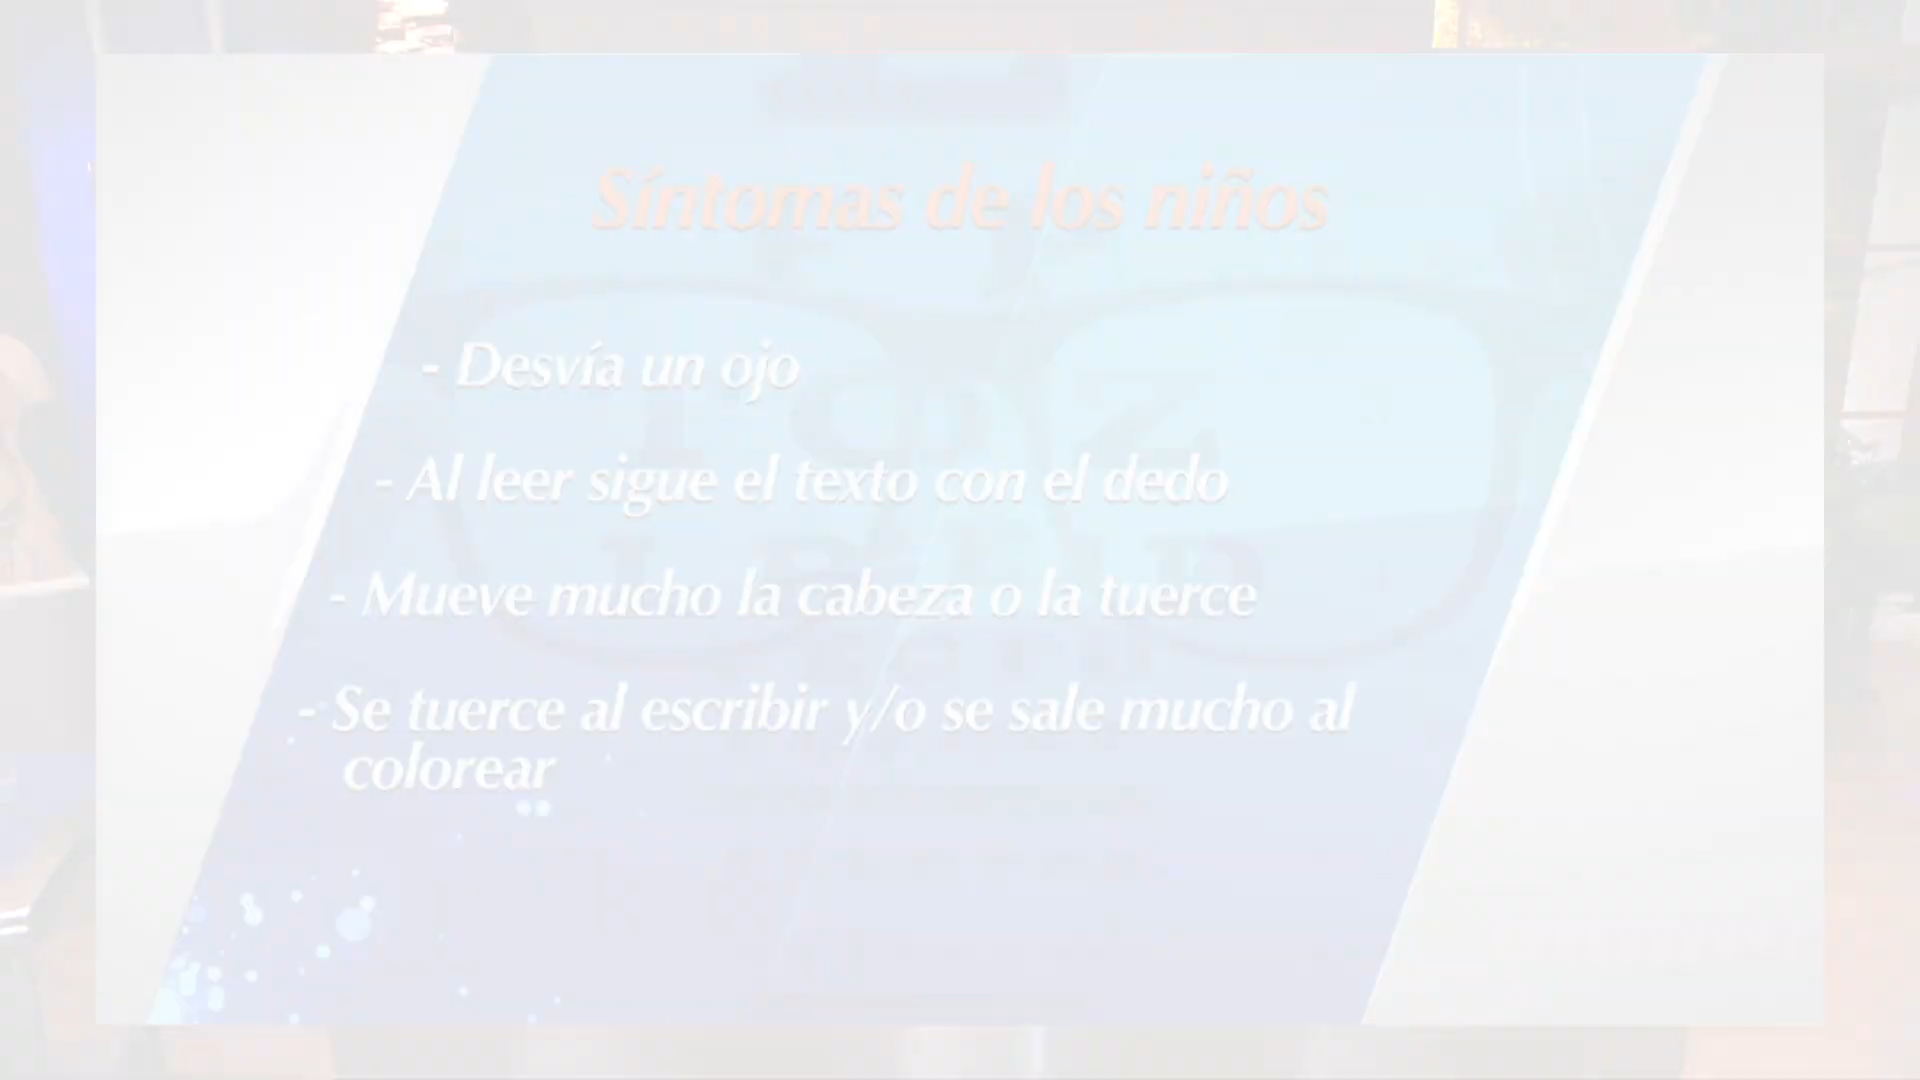 Síntomas de los niños
- Desvía un ojo
- Al leer sigue el texto con el dedo
- Mueve mucho la cabeza o la tuerce
- Se tuerce al escribir y/o se sale mucho al
colorear